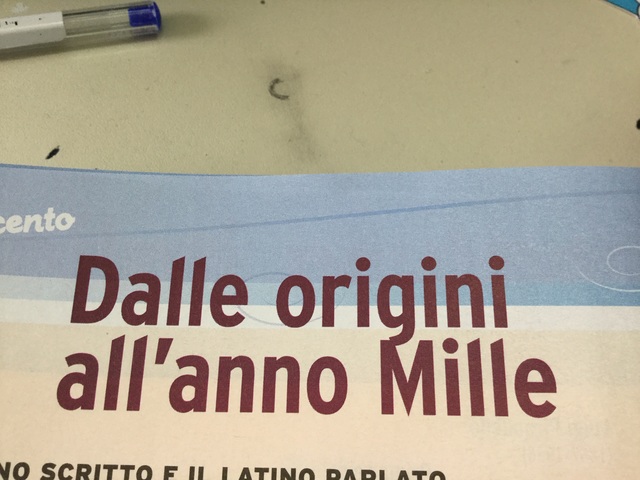 cento
Dalle origini
all'anno Mille
NO SCRITTO E IL LATINO PARLATO